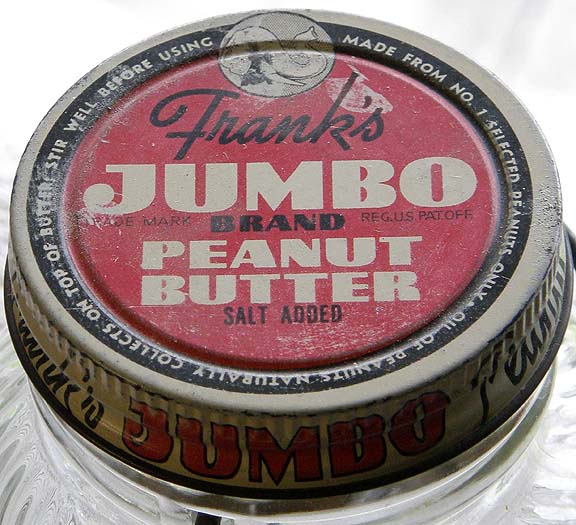 Frank's
JUMBO
TRADE MARK BRAND REG.U.S.PAT.OFF.
PEANUT
BUTTER
SALT ADDED
MADE FROM NO. 1 SELECTED PEANUTS ONLY • OIL OF PEANUTS NATURALLY COLLECTS ON TOP OF BUTTER STIR WELL BEFORE USING
Frank's
JUMBO